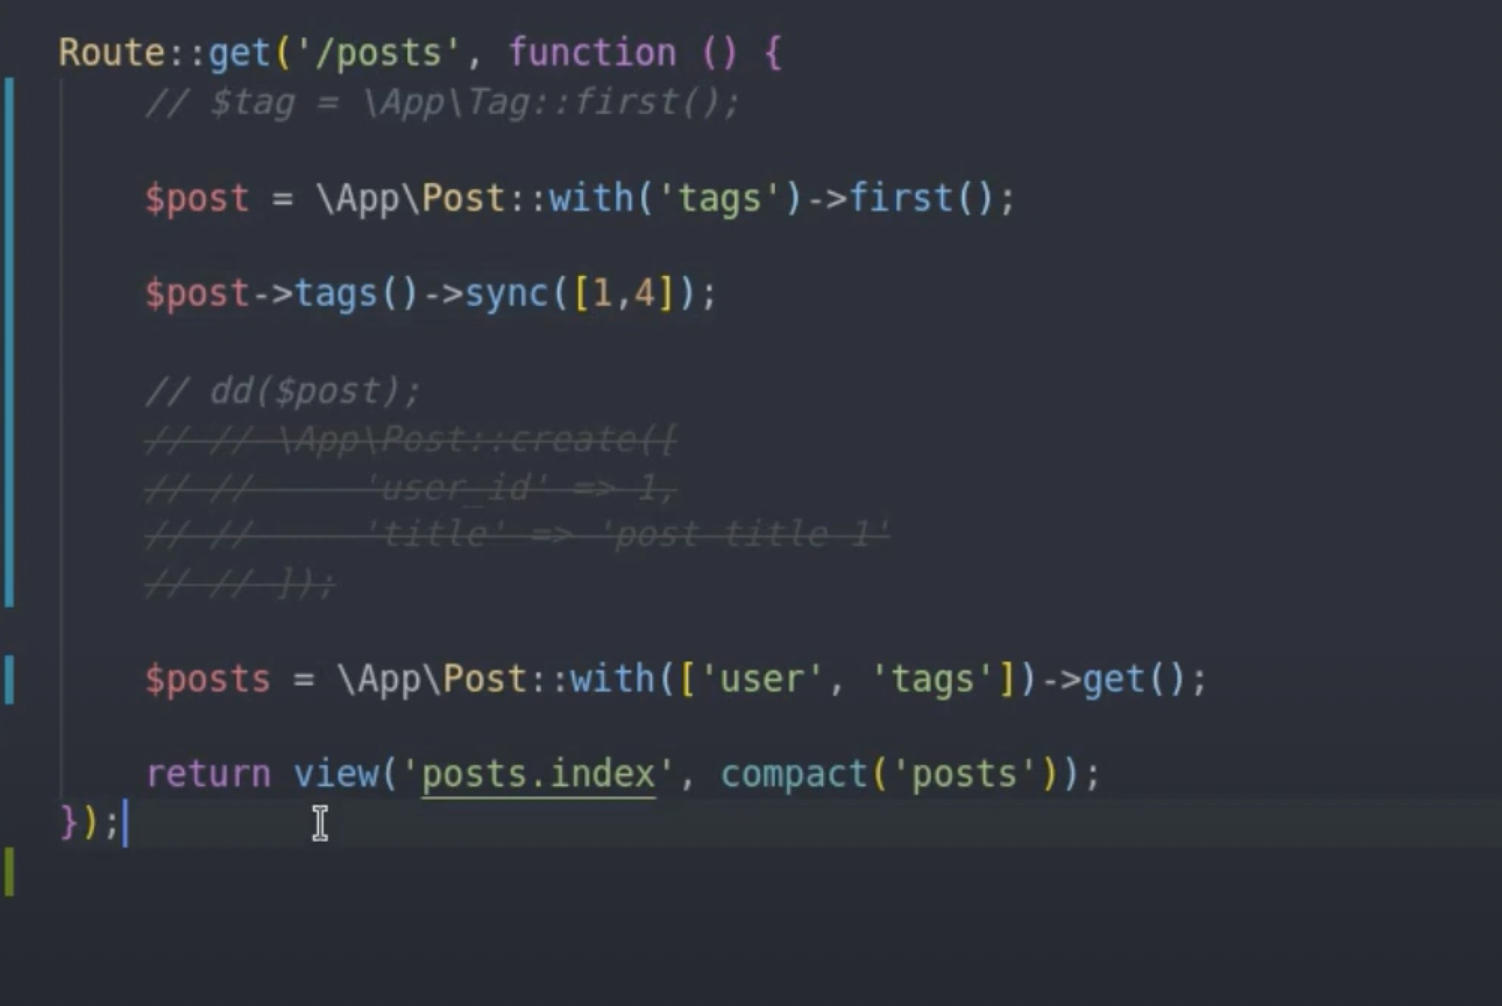 Route::get('/posts', function () {
    // $tag = \App\Tag::first();
    $post = \App\Post::with('tags')->first();
    $post->tags()->sync([1,4]);
    // dd($post);
    // // \App\Post::create([
    // //     'user_id' => 1,
    // //     'title' => 'post title 1'
    // // ]);
    $posts = \App\Post::with(['user', 'tags'])->get();
    return view('posts.index', compact('posts'));
});